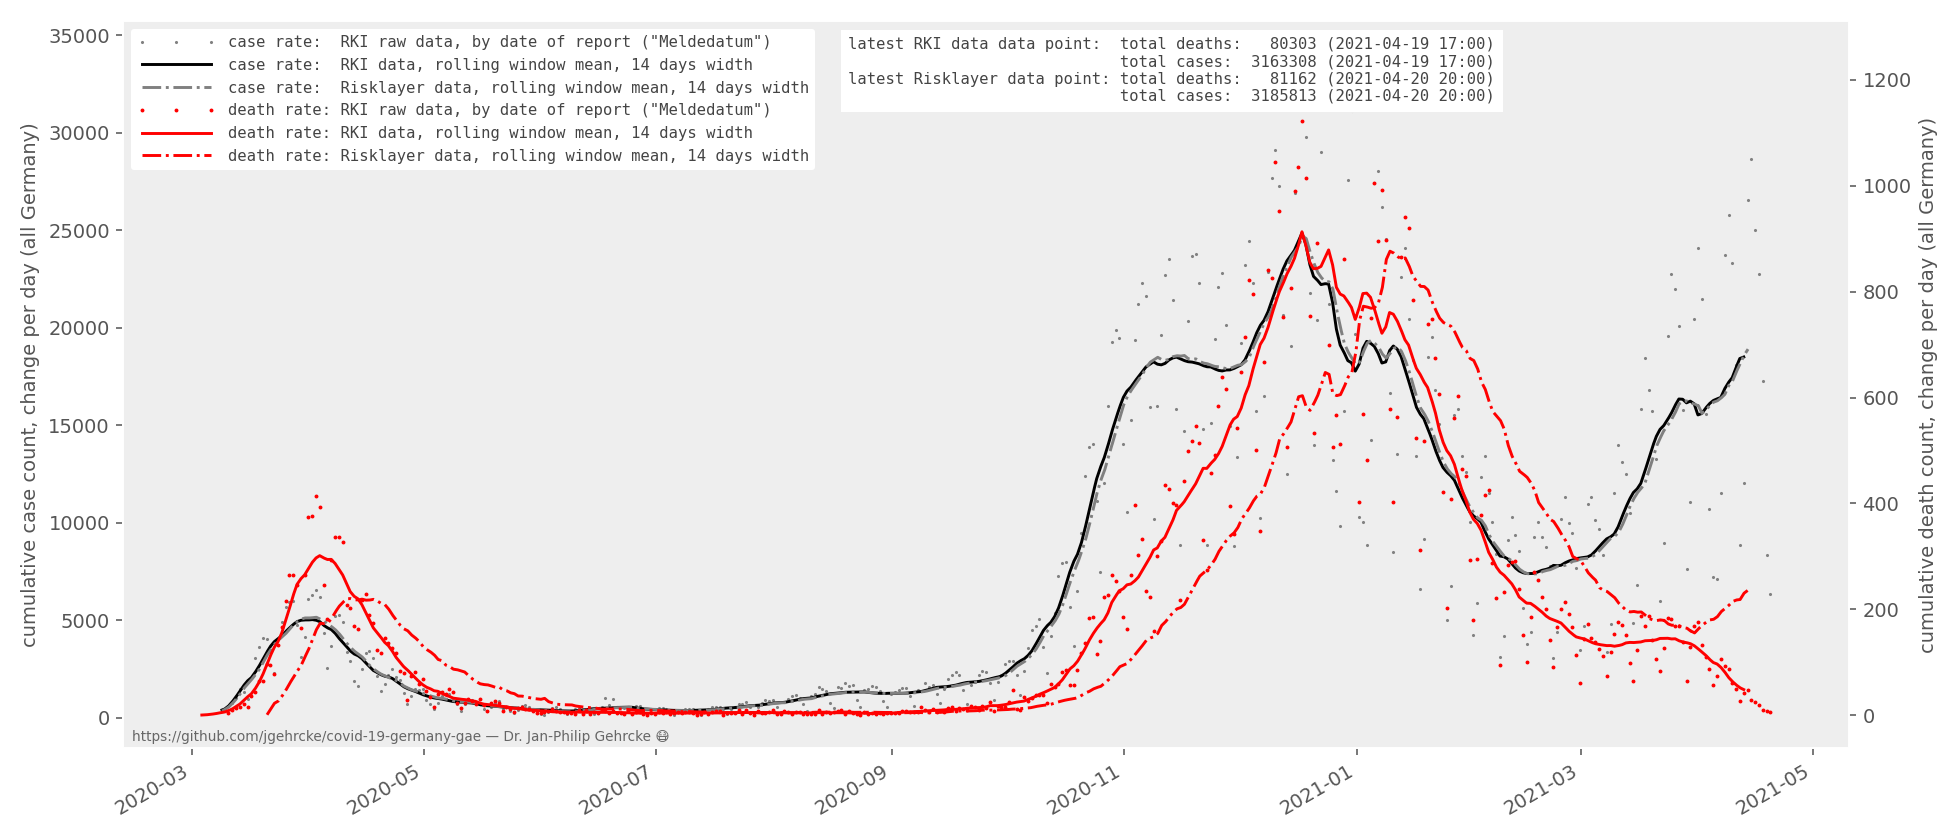 case rate:  RKI raw data, by date of report ("Meldedatum")
case rate:  RKI data, rolling window mean, 14 days width
case rate:  Risklayer data, rolling window mean, 14 days width
death rate: RKI raw data, by date of report ("Meldedatum")
death rate: RKI data, rolling window mean, 14 days width
death rate: Risklayer data, rolling window mean, 14 days width
latest RKI data data point:  total deaths:   80303 (2021-04-19 17:00)
total cases:  3163308 (2021-04-19 17:00)
latest Risklayer data point: total deaths:   81162 (2021-04-20 20:00)
total cases:  3185813 (2021-04-20 20:00)
cumulative case count, change per day (all Germany)
35000
30000
25000
20000
15000
10000
5000
0
1200
1000
800
600
400
200
0
cumulative death count, change per day (all Germany)
https://github.com/jgehrcke/covid-19-germany-gae — Dr. Jan-Philip Gehrcke 😷
2020-03
2020-05
2020-07
2020-09
2020-11
2021-01
2021-03
2021-05